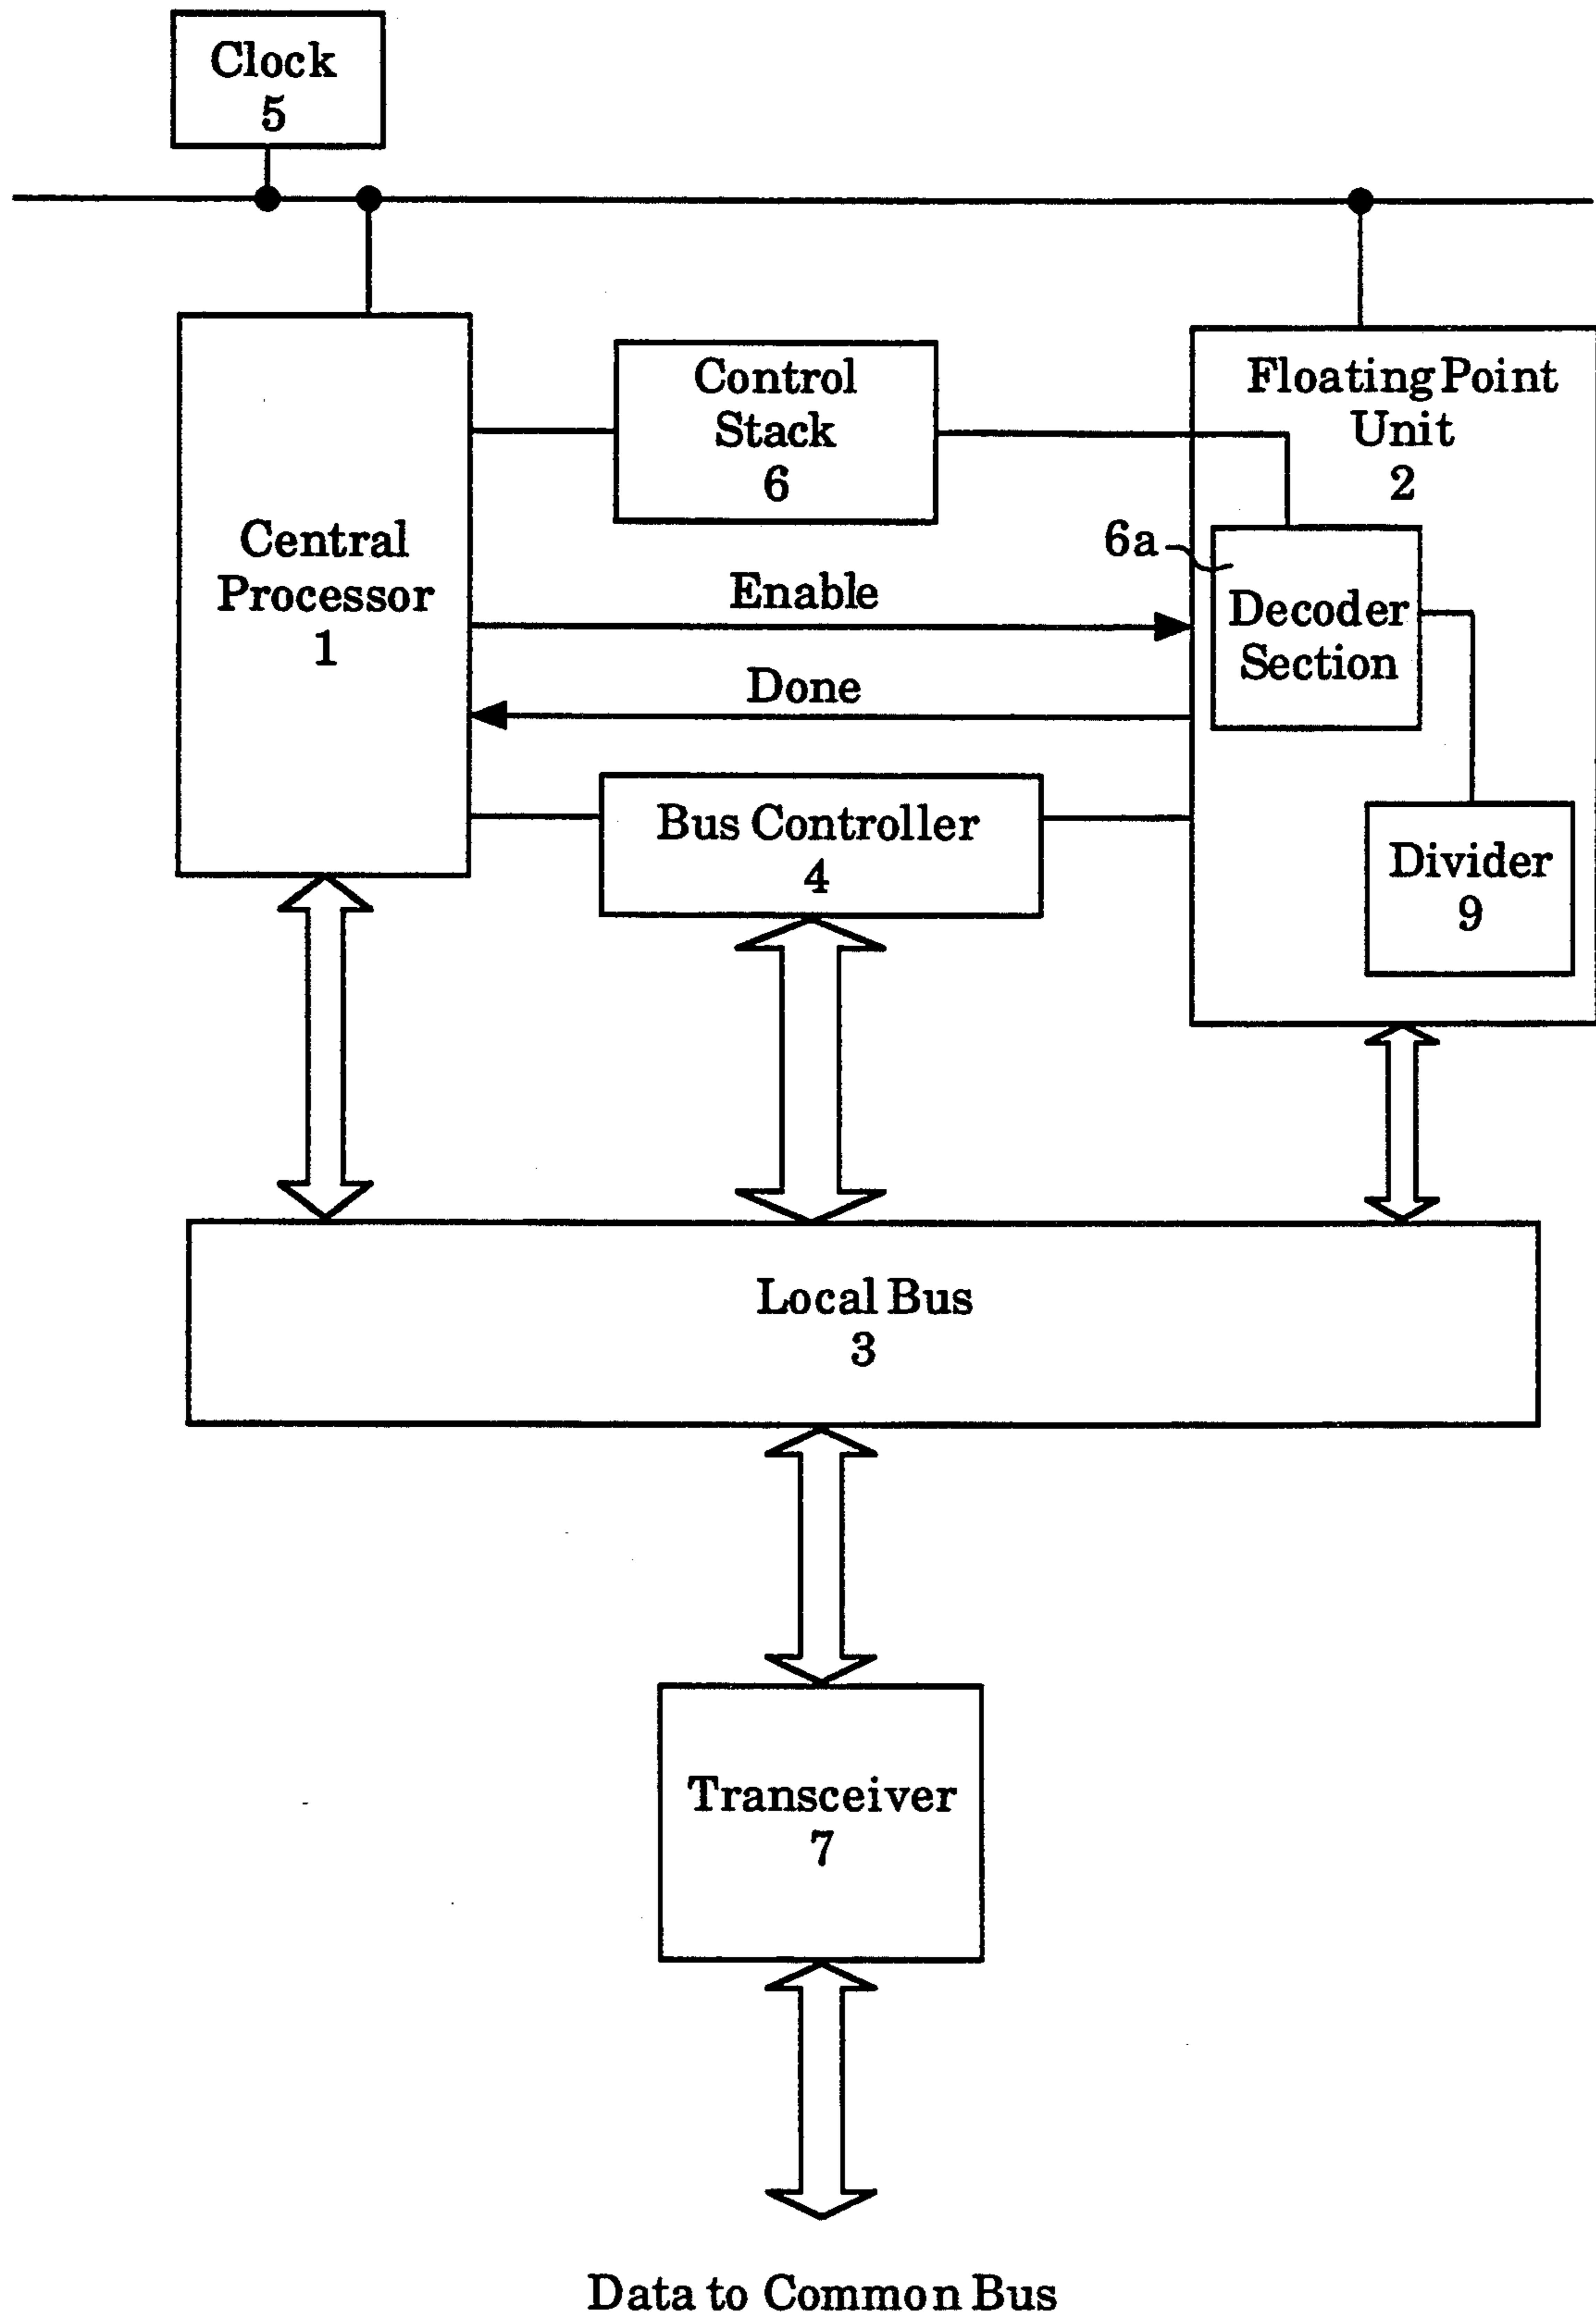 Clock
5
Central
Processor
1
Control
Stack
6
Floating Point
Unit
2
6a
Decoder
Section
Enable
Done
Bus Controller
4
Divider
9
Local Bus
3
Transceiver
7
Data to Common Bus